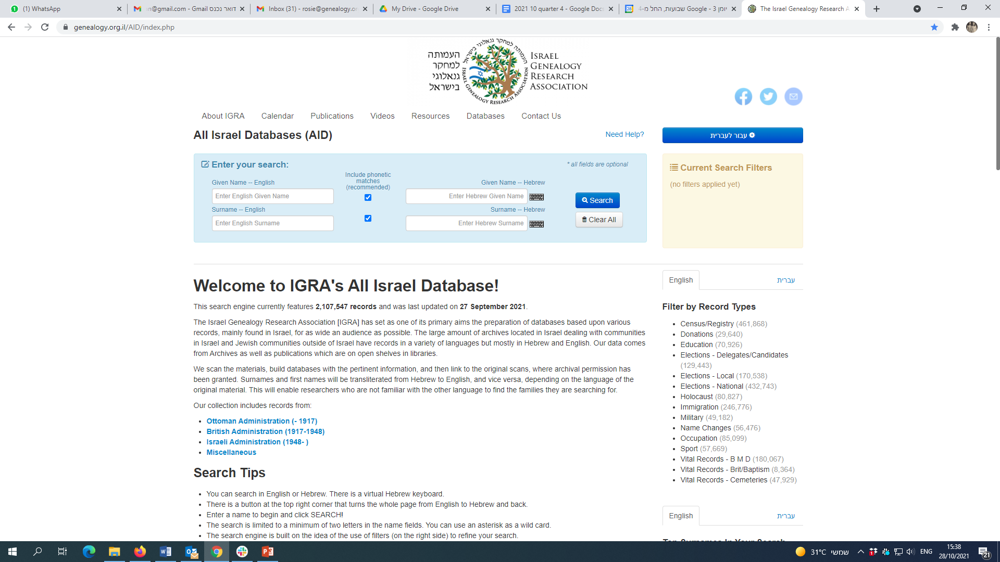 (1) WhatsApp
דואר נכנס - n@gmail.com - Gmail
Inbox (31) - rosie@genealogy.or
My Drive - Google Drive
2021 10 quarter 4 - Google Docs
יומן Google - 3 שבועות, החל מ-4
The Israel Genealogy Research A
genealogy.org.il/AID/index.php
העמותה
למחקר
גנאלוגי
בישראל
העמותה למחקר גנאלוגי בישראל
ISRAEL GENEALOGY RESEARCH ASSOCIATION
ISRAEL
GENEALOGY
RESEARCH
ASSOCIATION
About IGRA Calendar Publications Videos Resources Databases Contact Us
All Israel Databases (AID)
Need Help?
עבור לעברית
Enter your search:
* all fields are optional
Include phonetic
matches
(recommended)
Given Name -- English
Given Name -- Hebrew
Enter English Given Name
Enter Hebrew Given Name
Surname -- English
Surname -- Hebrew
Enter English Surname
Enter Hebrew Surname
Search
Clear All
Current Search Filters
(no filters applied yet)
Welcome to IGRA's All Israel Database!
This search engine currently features 2,107,547 records and was last updated on 27 September 2021.
The Israel Genealogy Research Association [IGRA] has set as one of its primary aims the preparation of databases based upon various
records, mainly found in Israel, for as wide an audience as possible. The large amount of archives located in Israel dealing with communities
in Israel and Jewish communities outside of Israel have records in a variety of languages but mostly in Hebrew and English. Our data comes
from Archives as well as publications which are on open shelves in libraries.
We scan the materials, build databases with the pertinent information, and then link to the original scans, where archival permission has
been granted. Surnames and first names will be transliterated from Hebrew to English, and vice versa, depending on the language of the
original material. This will enable researchers who are not familiar with the other language to find the families they are searching for.
Our collection includes records from:
Ottoman Administration (- 1917)
British Administration (1917-1948)
Israeli Administration (1948- )
Miscellaneous
Search Tips
You can search in English or Hebrew. There is a virtual Hebrew keyboard.
There is a button at the top right corner that turns the whole page from English to Hebrew and back.
Enter a name to begin and click SEARCH!
The search is limited to a minimum of two letters in the name fields. You can use an asterisk as a wild card.
The search engine is built on the idea of the use of filters (on the right side) to refine your search.
English
עברית
Filter by Record Types
Census/Registry (461,868)
Donations (29,640)
Education (70,926)
Elections - Delegates/Candidates
(129,443)
Elections - Local (170,538)
Elections - National (432,743)
Holocaust (80,827)
Immigration (246,776)
Military (49,182)
Name Changes (56,476)
Occupation (85,099)
Sport (57,669)
Vital Records - B M D (180,067)
Vital Records - Brit/Baptism (8,364)
Vital Records - Cemeteries (47,929)
English
עברית
Top Surnames In Your Search
31°C שמשי
ENG
15:38
28/10/2021
21